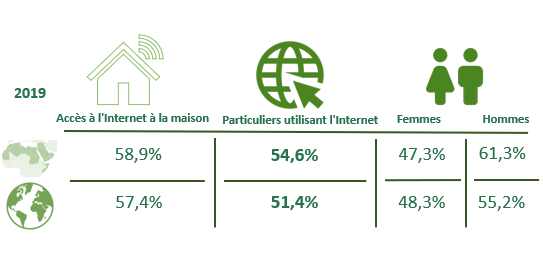 2019
Accès à l'Internet à la maison Particuliers utilisant l'Internet Femmes Hommes
58,9% 54,6% 47,3% 61,3%
57,4% 51,4% 48,3% 55,2%